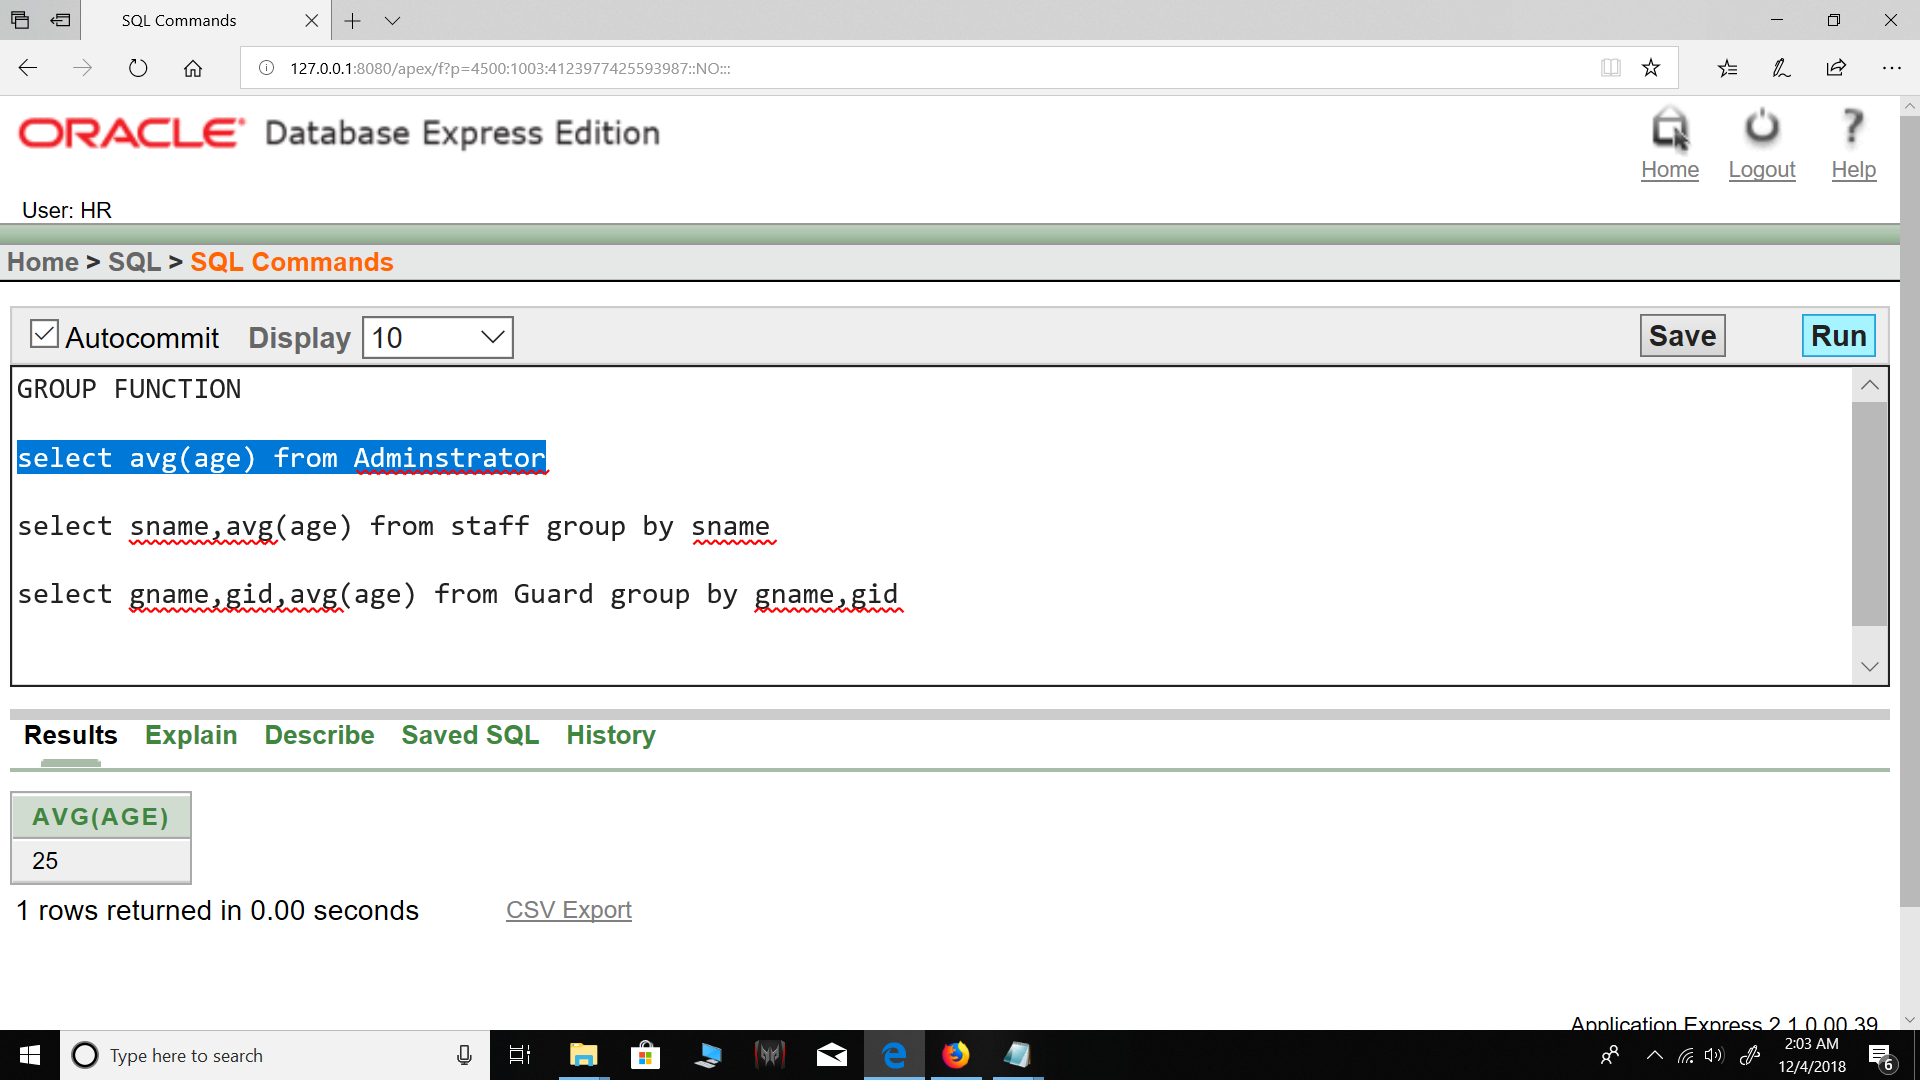 SQL Commands
127.0.0.1:8080/apex/f?p=4500:1003:4123977425593987::NO:::
ORACLE Database Express Edition
Home Logout Help
User: HR
Home > SQL > SQL Commands
Autocommit Display 10 Save Run
GROUP FUNCTION
select avg(age) from Adminstrator
select sname,avg(age) from staff group by sname
select gname,gid,avg(age) from Guard group by gname,gid
Results Explain Describe Saved SQL History
AVG(AGE)
25
1 rows returned in 0.00 seconds CSV Export
Application Express 2.1.0.00.39
Type here to search
2:03 AM
12/4/2018
6